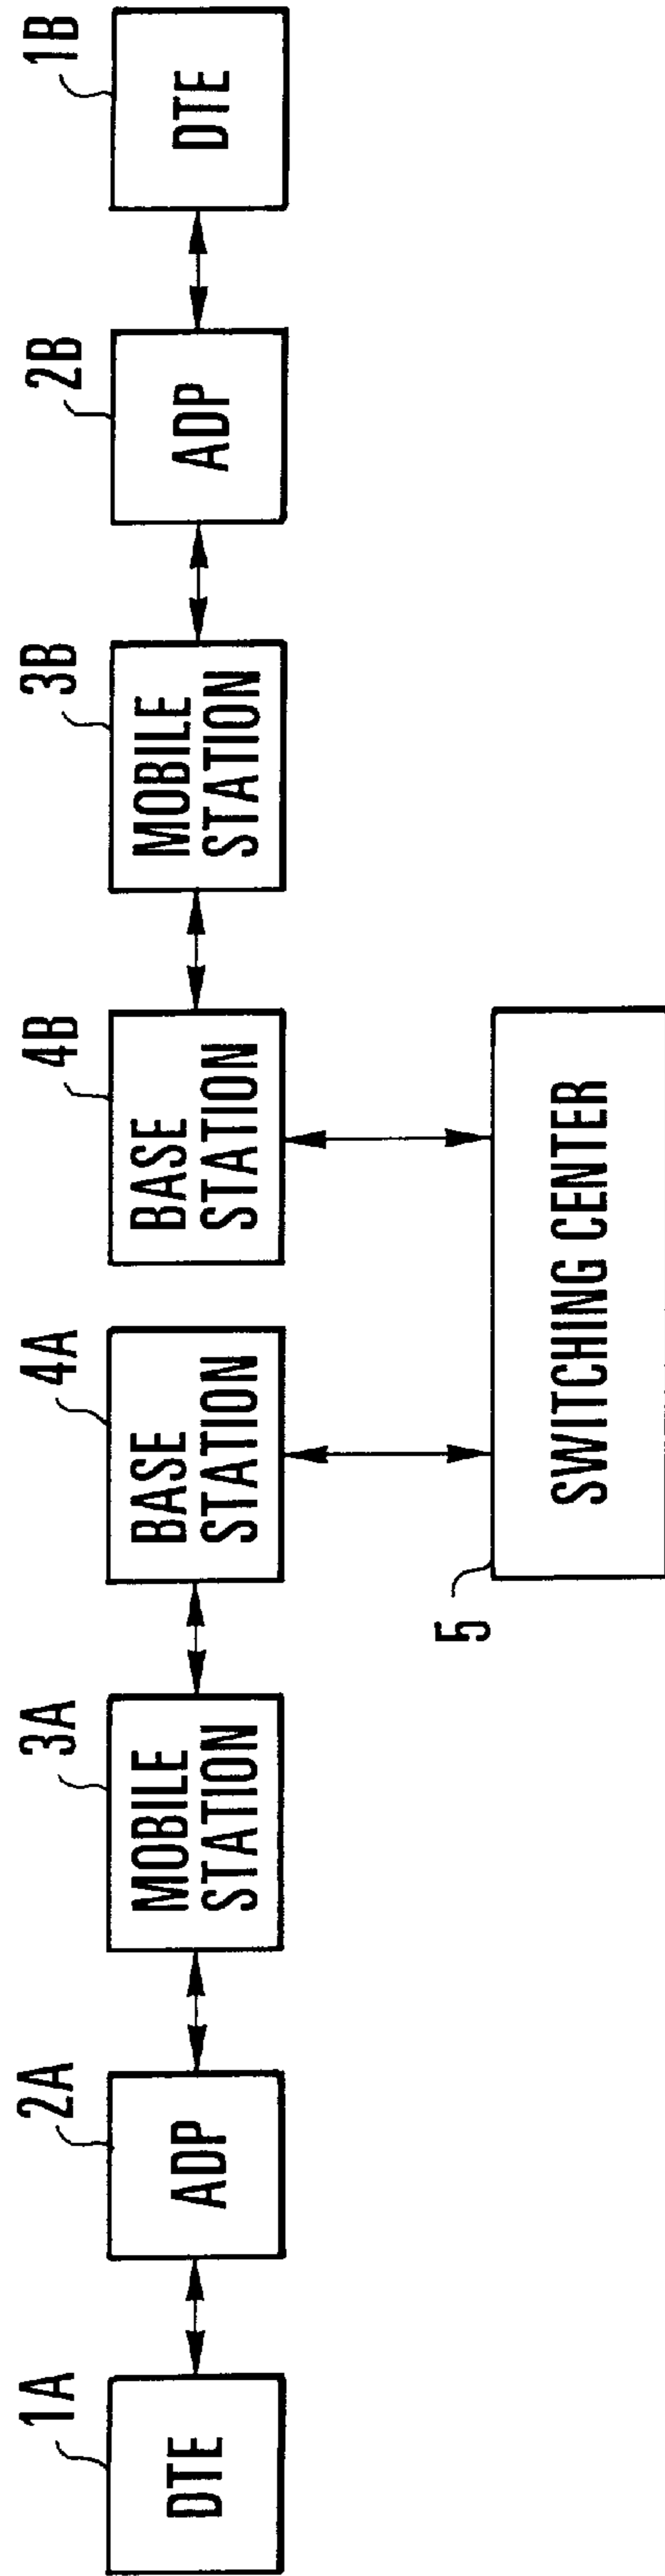 1A
2A
3A
4A
4B
3B
2B
1B
DTE
ADP
MOBILE
STATION
BASE
STATION
BASE
STATION
MOBILE
STATION
ADP
DTE
5
SWITCHING CENTER